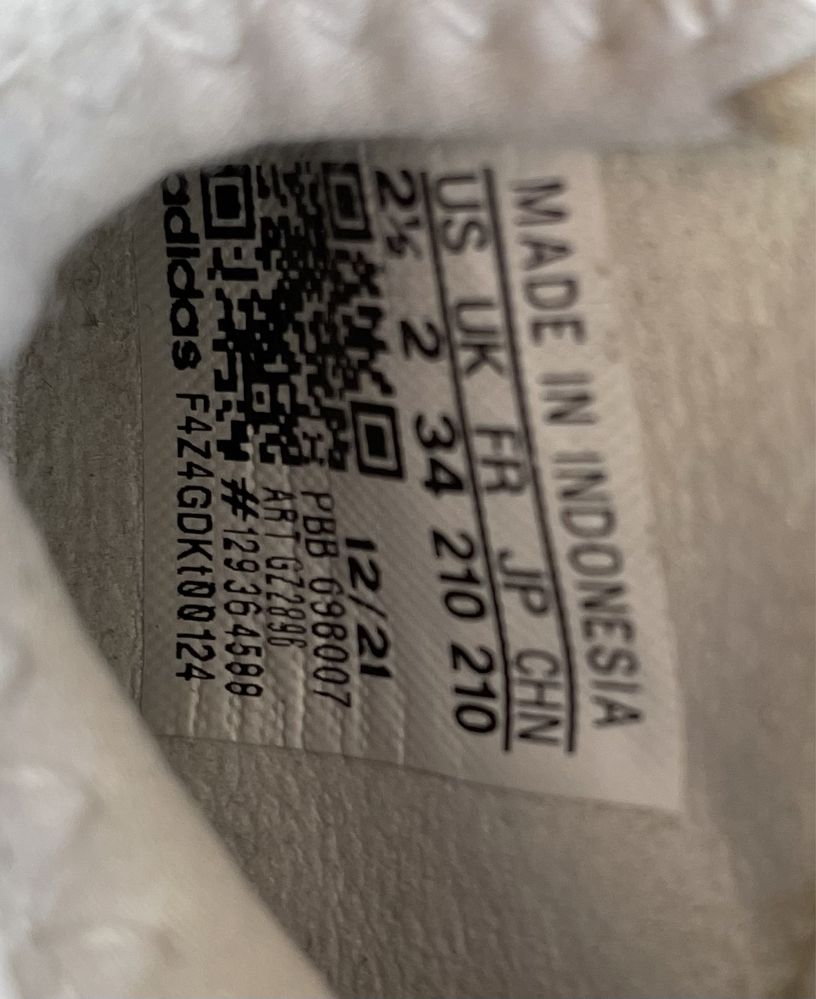 MADE IN INDONESIA
US UK FR JP CHN
2½ 2 34 210 210
12/21
PBB 698007
ART GZ2896
#129364588
adidas F4Z4GDKt00124